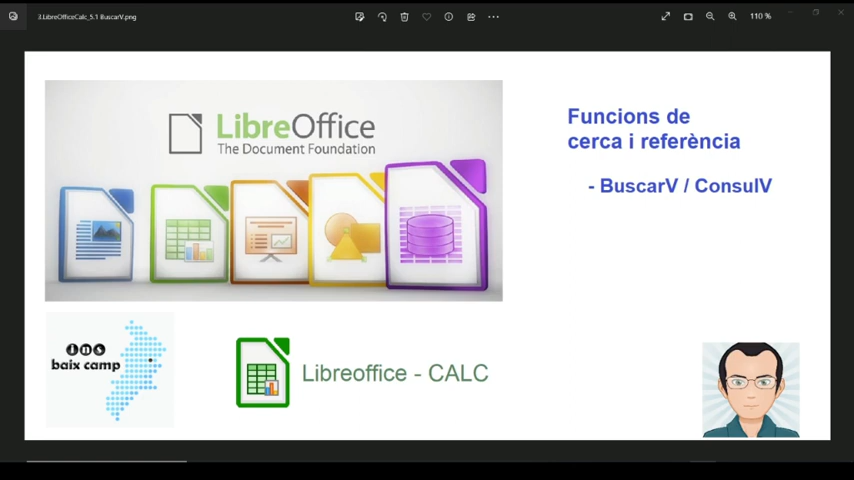 3.LibreOfficeCalc_5.1 BuscarV.png
110 %
LibreOffice
The Document Foundation
Funcions de
cerca i referència
- BuscarV / ConsulV
ins
baix camp
Libreoffice - CALC